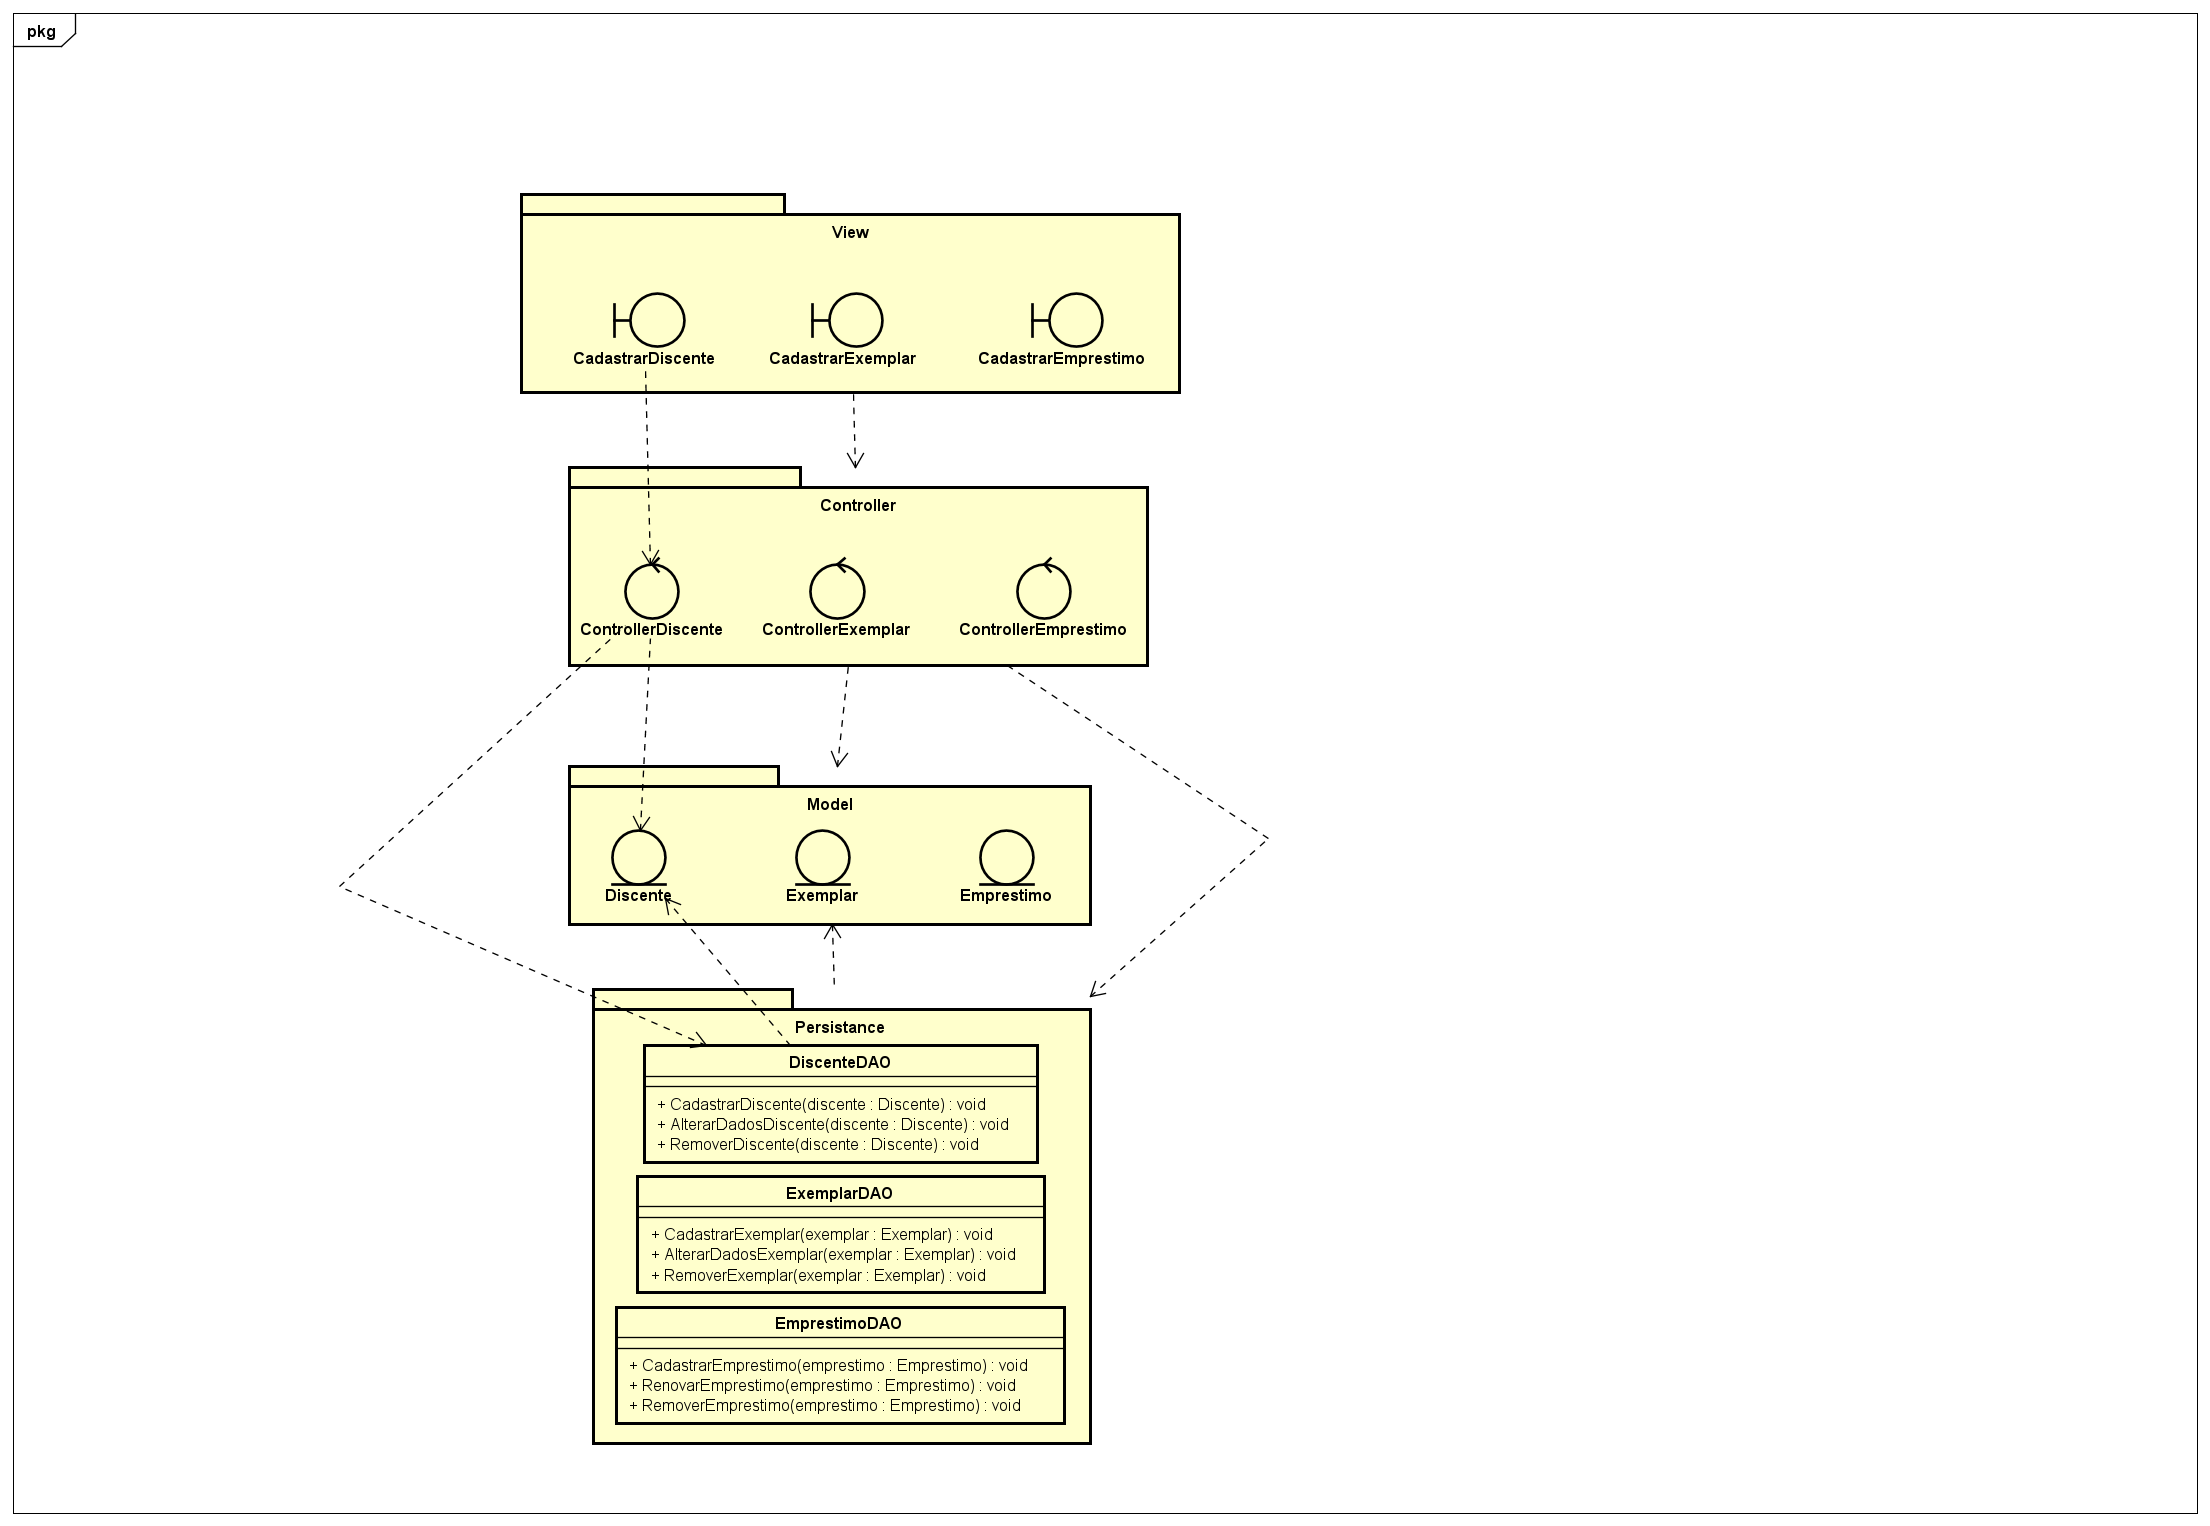 pkg
View
CadastrarDiscente
CadastrarExemplar
CadastrarEmprestimo
Controller
ControllerDiscente
ControllerExemplar
ControllerEmprestimo
Model
Discente
Exemplar
Emprestimo
Persistance
DiscenteDAO
+ CadastrarDiscente(discente : Discente) : void
+ AlterarDadosDiscente(discente : Discente) : void
+ RemoverDiscente(discente : Discente) : void
ExemplarDAO
+ CadastrarExemplar(exemplar : Exemplar) : void
+ AlterarDadosExemplar(exemplar : Exemplar) : void
+ RemoverExemplar(exemplar : Exemplar) : void
EmprestimoDAO
+ CadastrarEmprestimo(emprestimo : Emprestimo) : void
+ RenovarEmprestimo(emprestimo : Emprestimo) : void
+ RemoverEmprestimo(emprestimo : Emprestimo) : void